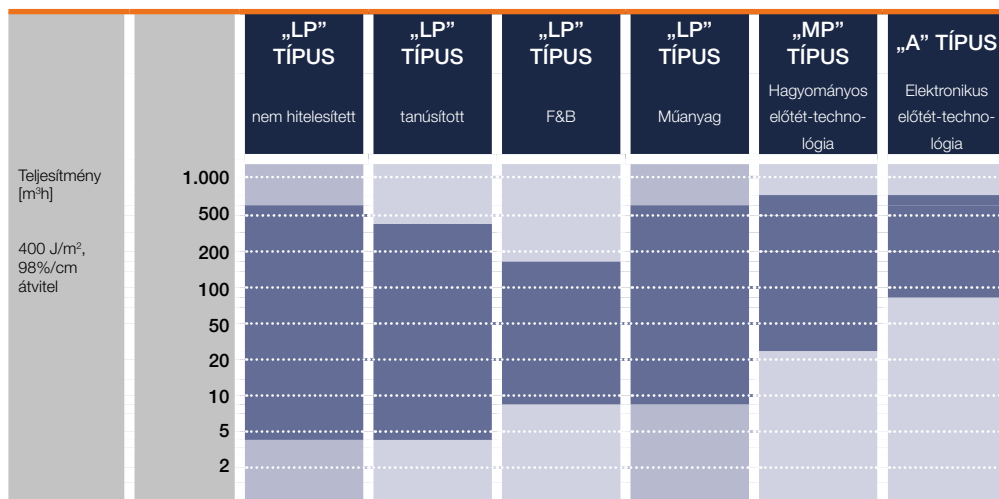 „LP”
TÍPUS
nem hitelesített
„LP”
TÍPUS
tanúsított
„LP”
TÍPUS
F&B
„LP”
TÍPUS
Műanyag
„MP”
TÍPUS
Hagyományos
előtét-techno-
lógia
„A” TÍPUS
Elektronikus
előtét-techno-
lógia
Teljesítmény
[m³h]
400 J/m²,
98%/cm
átvitel
1.000
500
200
100
50
20
10
5
2